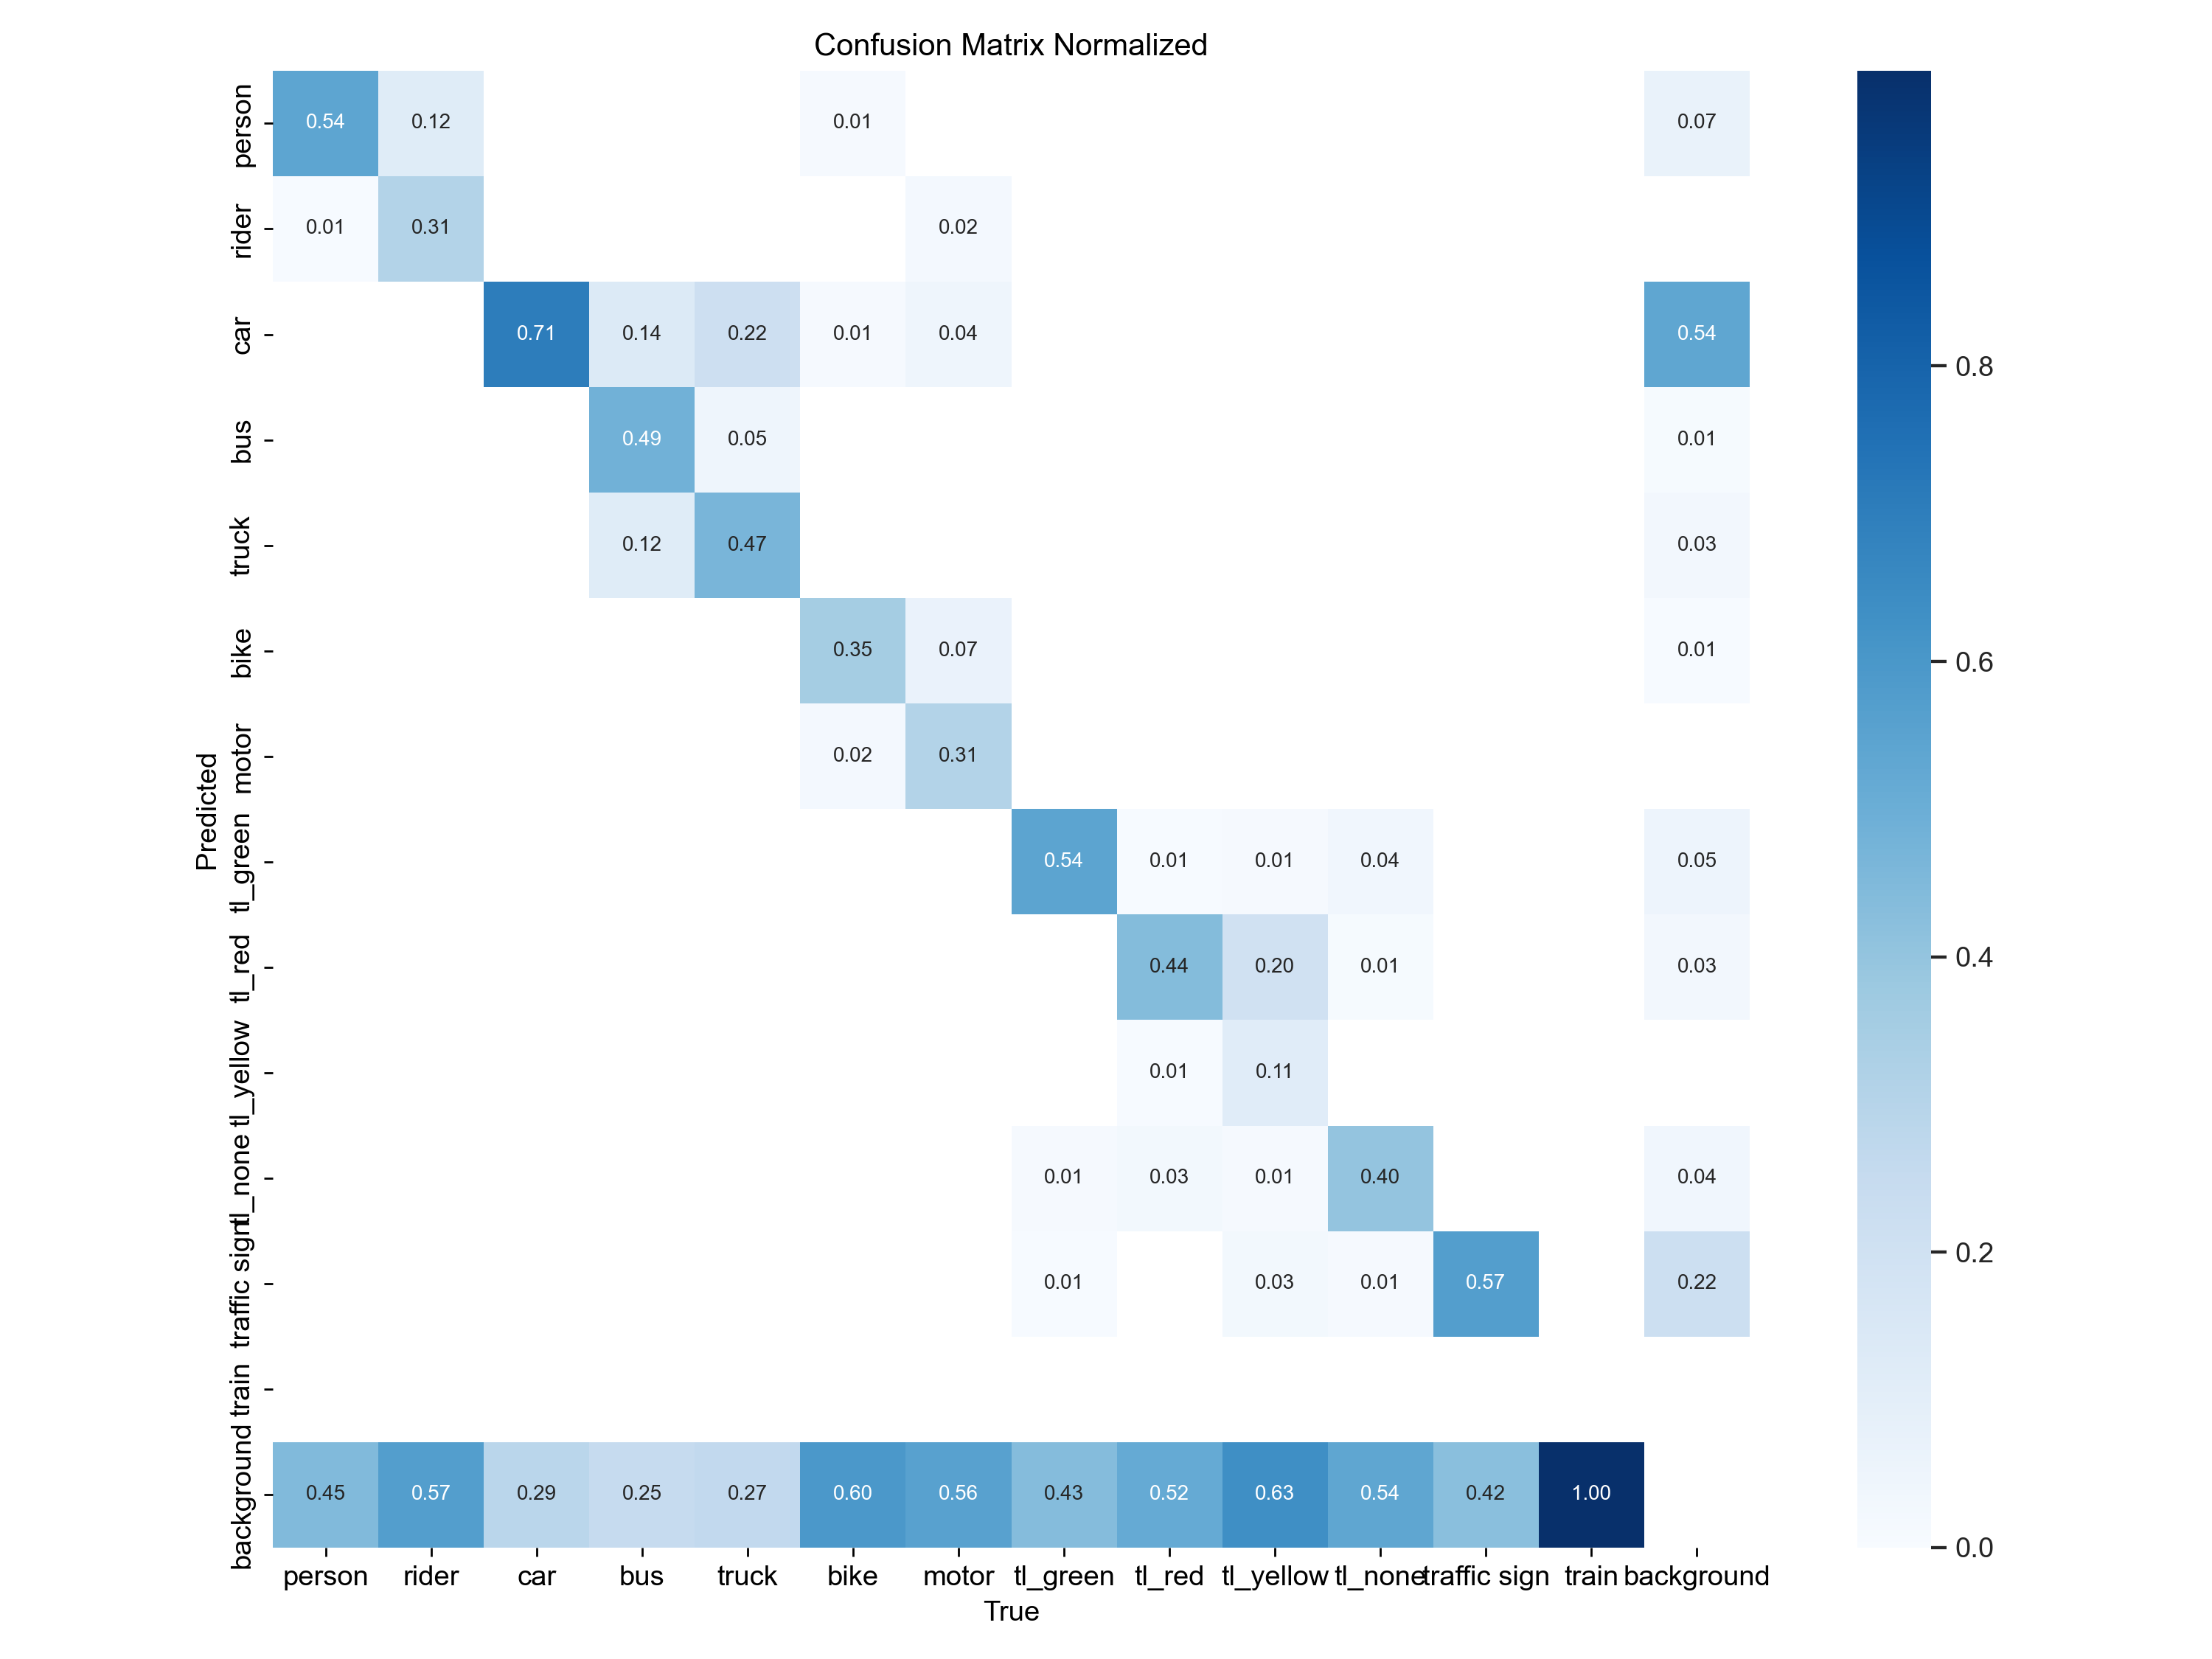 Confusion Matrix Normalized
person 0.54 0.12 0.01 0.07
rider 0.01 0.31 0.02
car 0.71 0.14 0.22 0.01 0.04 0.54
bus 0.49 0.05 0.01
truck 0.12 0.47 0.03
bike 0.35 0.07 0.01
motor 0.02 0.31
tl_green 0.54 0.01 0.01 0.04 0.05
tl_red 0.44 0.20 0.01 0.03
tl_yellow 0.01 0.11
tl_none 0.01 0.03 0.01 0.40 0.04
traffic sign 0.01 0.03 0.01 0.57 0.22
train
background 0.45 0.57 0.29 0.25 0.27 0.60 0.56 0.43 0.52 0.63 0.54 0.42 1.00
Predicted
person rider car bus truck bike motor tl_green tl_red tl_yellow tl_none traffic sign train background
True
0.8
0.6
0.4
0.2
0.0